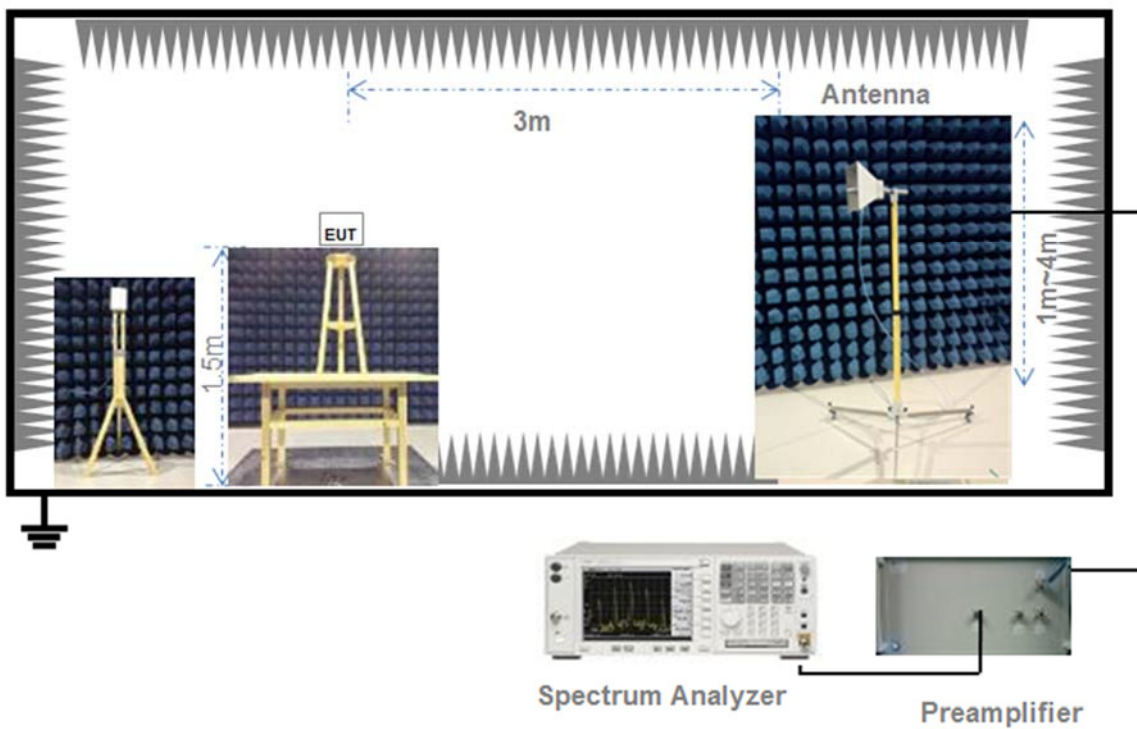 Antenna
3m
EUT
1.5m
1m~4m
Spectrum Analyzer
Preamplifier